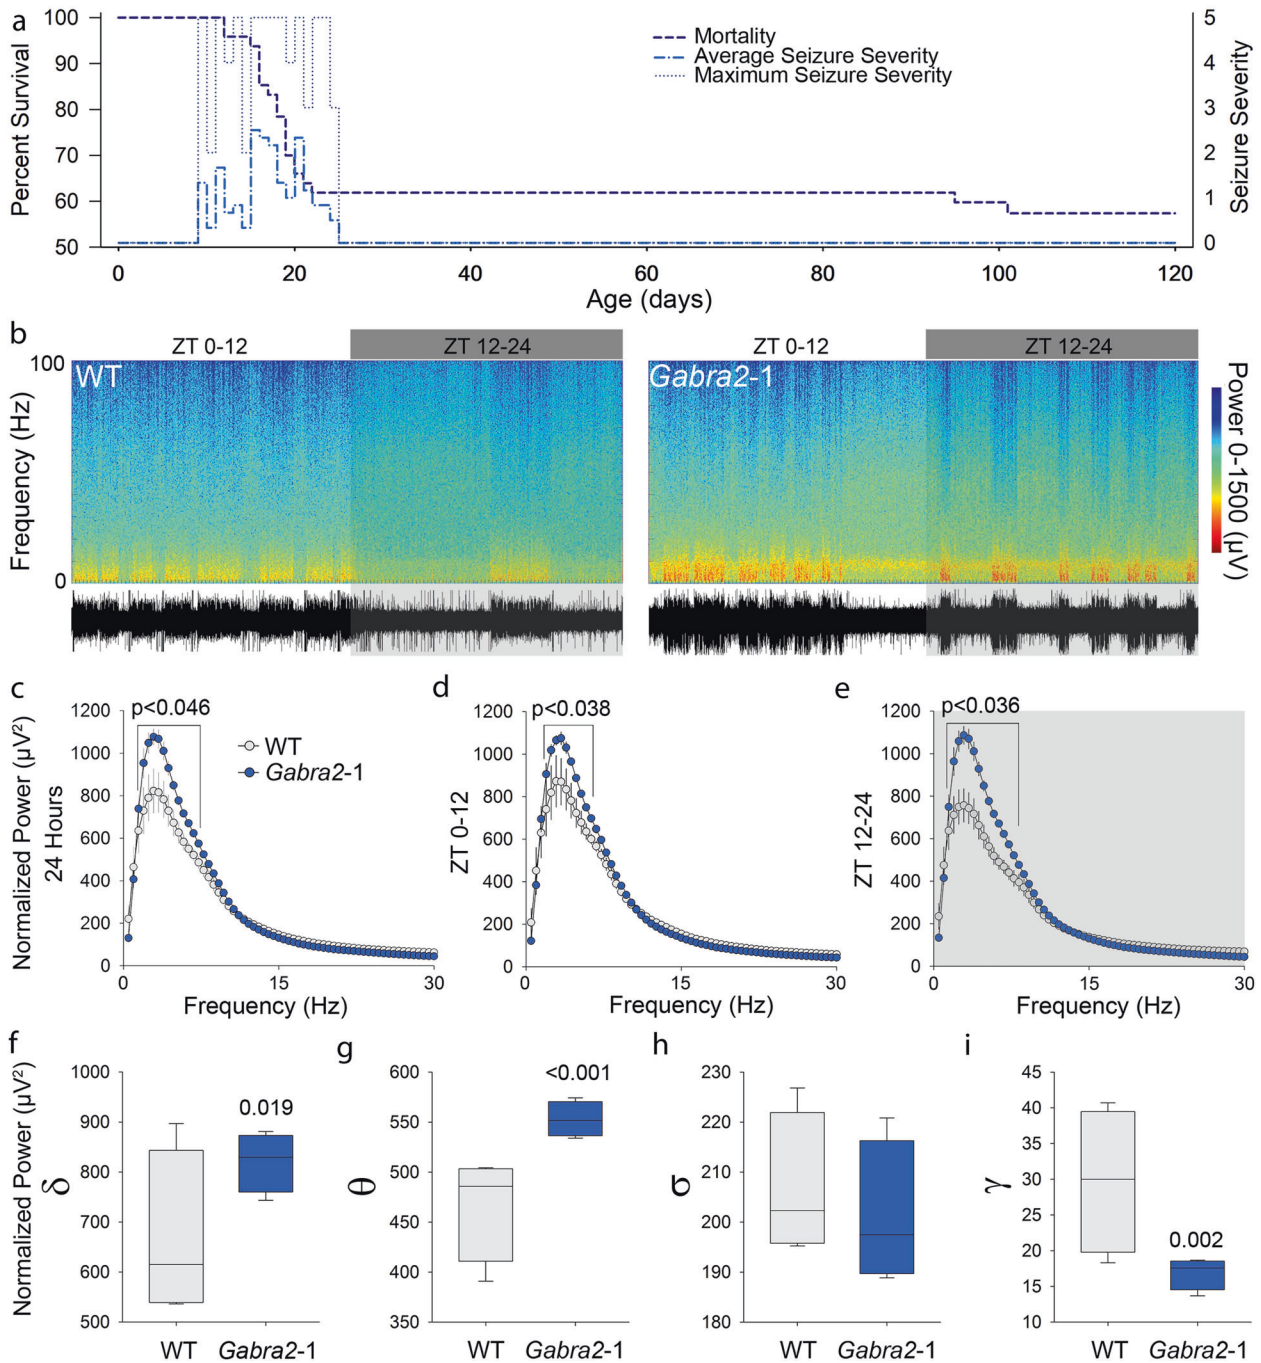 a
Percent Survival
100
90
80
70
60
50
Mortality
Average Seizure Severity
Maximum Seizure Severity
5
4
3
2
1
0
Seizure Severity
0 20 40 60 80 100 120
Age (days)
b
ZT 0-12 ZT 12-24 ZT 0-12 ZT 12-24
Frequency (Hz)
100
50
0
WT
Gabra2-1
Power 0-1500 (µV)
c
Normalized Power (µV²)
24 Hours
p<0.046
1200
1000
800
600
400
200
0
WT
Gabra2-1
0 15 30
Frequency (Hz)
d
ZT 0-12
p<0.038
1200
1000
800
600
400
200
0
0 15 30
Frequency (Hz)
e
ZT 12-24
p<0.036
1200
1000
800
600
400
200
0
0 15 30
Frequency (Hz)
f
Normalized Power (µV²)
δ
1000
900
800
700
600
500
0.019
WT Gabra2-1
g
θ
600
550
500
450
400
350
<0.001
WT Gabra2-1
h
σ
230
220
210
200
190
180
WT Gabra2-1
i
γ
45
40
35
30
25
20
15
10
0.002
WT Gabra2-1